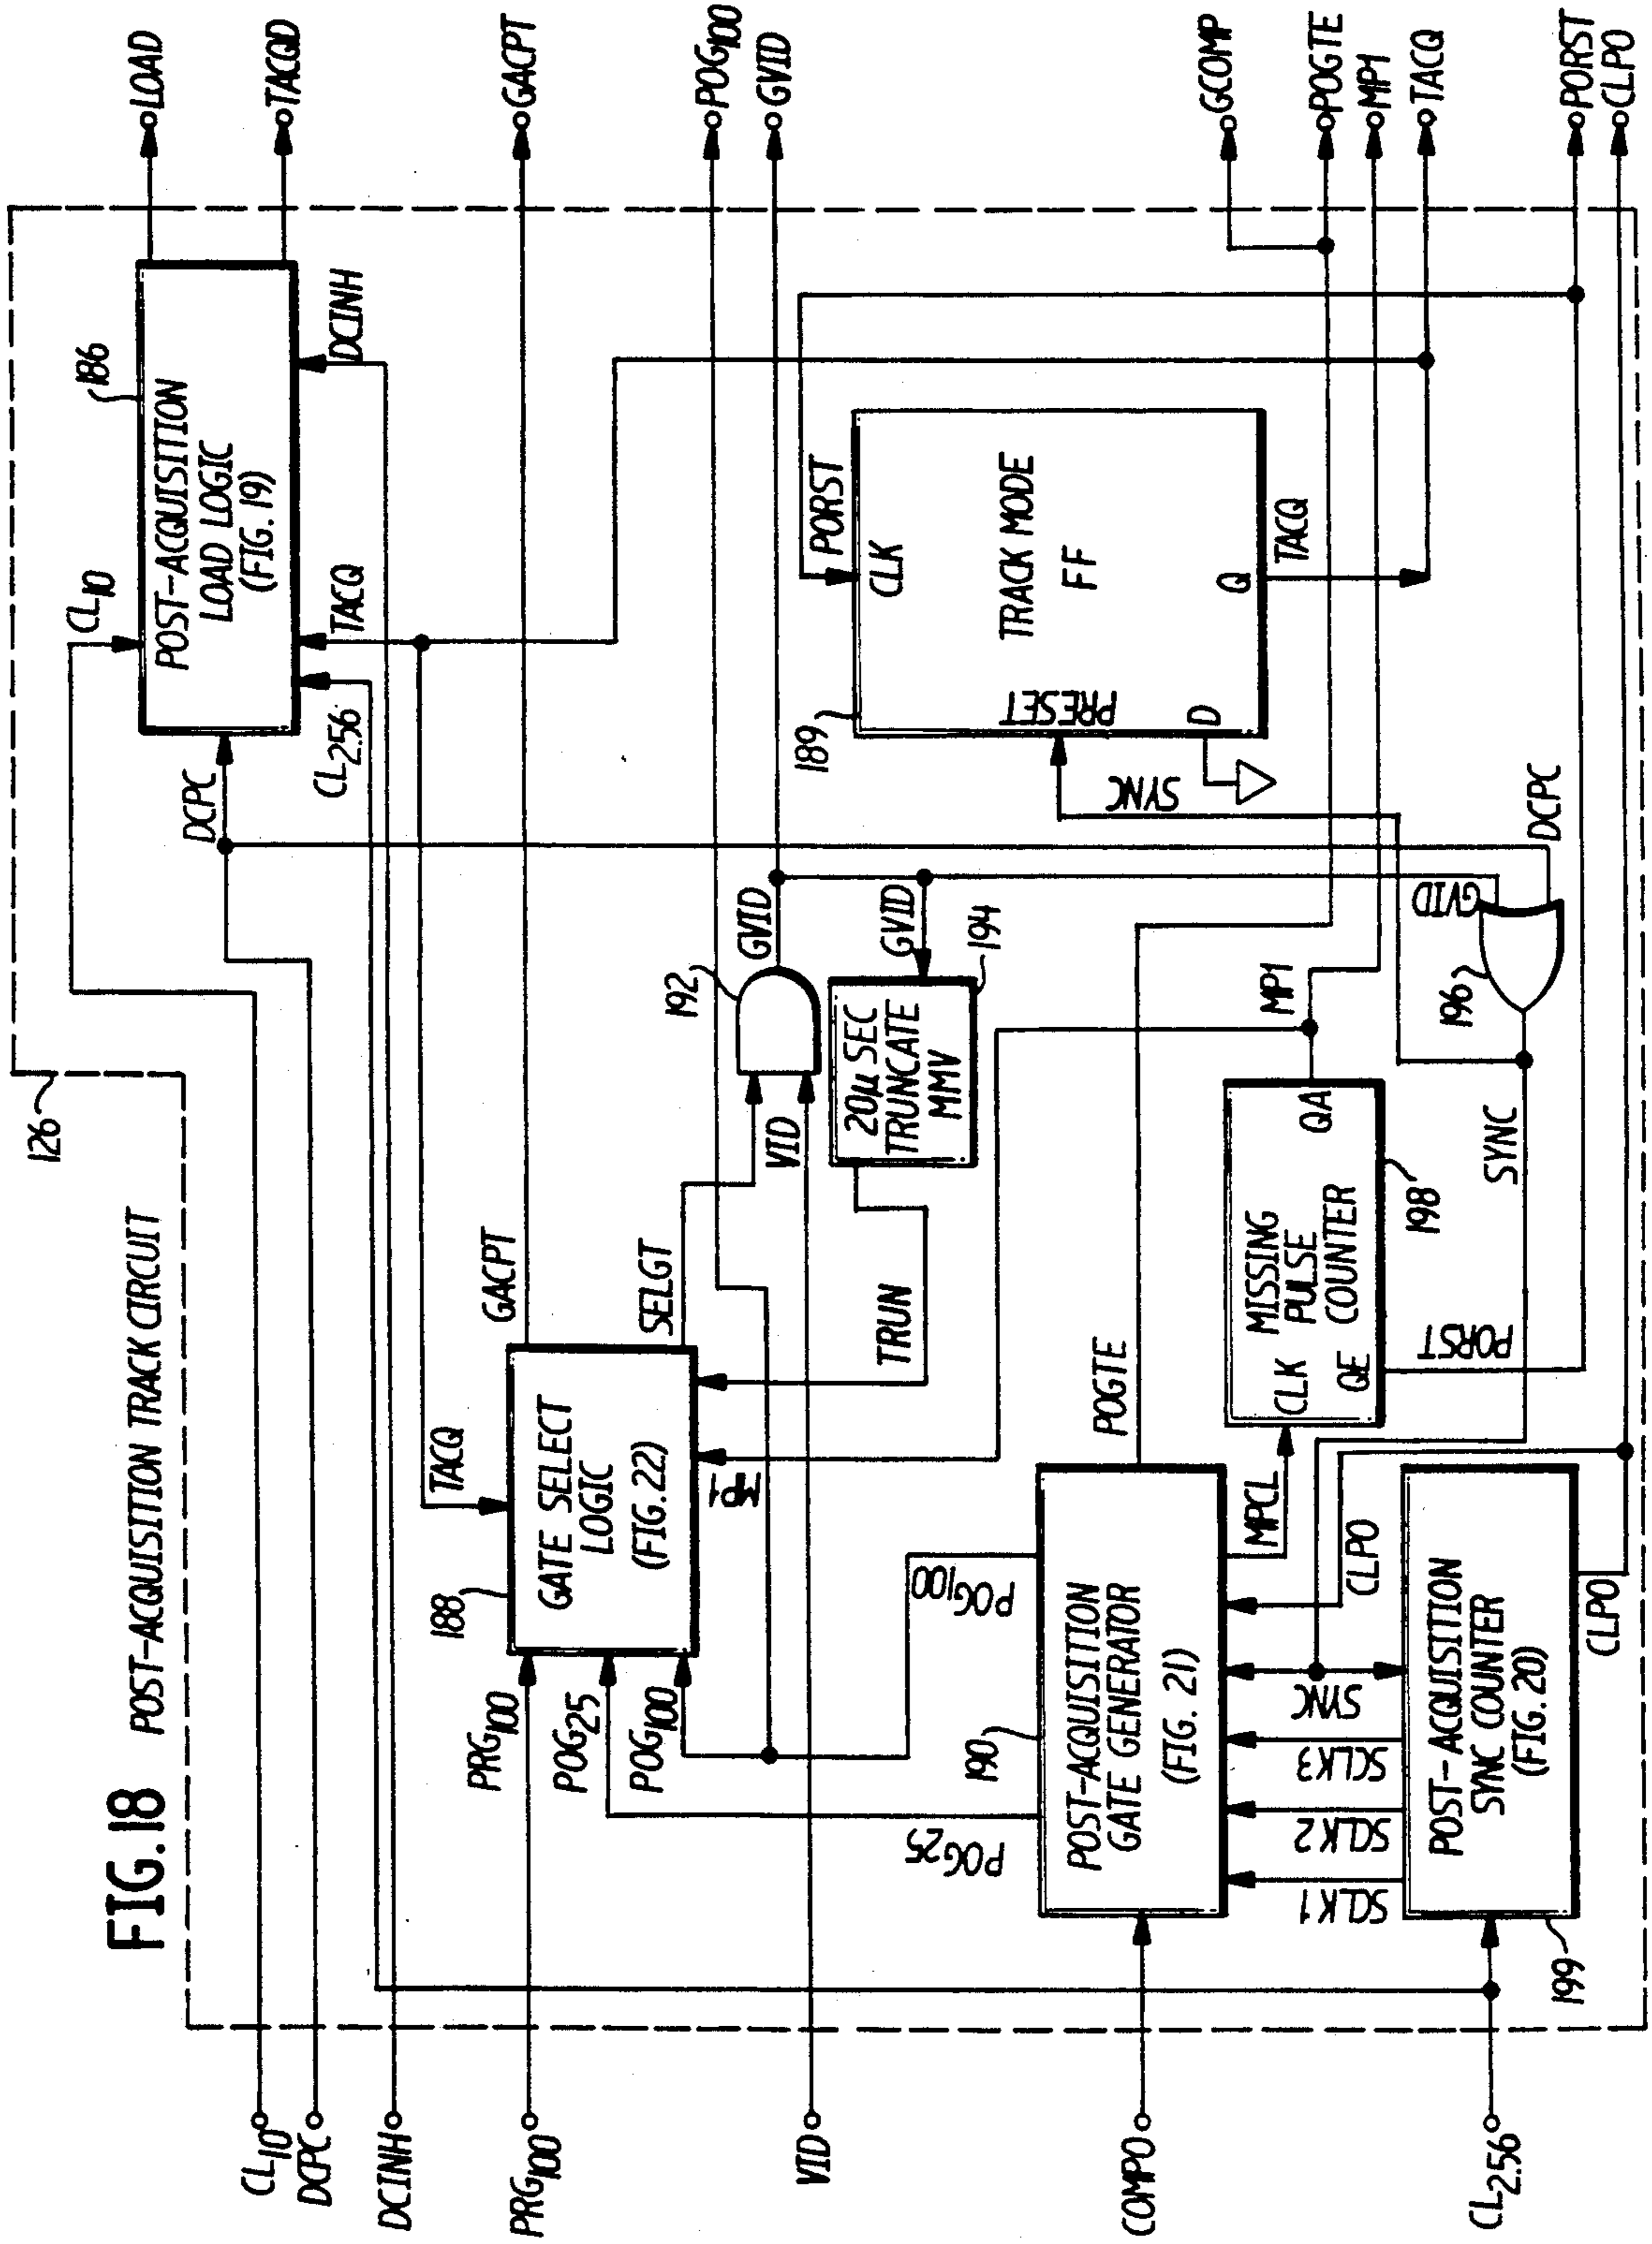 FIG.18
POST-ACQUISITION TRACK CIRCUIT
126
CL10
DCPC
DCINH
PRG100
VID
COMPO
CL2.56
LOAD
TACQD
GACPT
POG100
GVID
GCOMP
POGTE
MP1
TACQ
PORST
CLPO
186
POST-ACQUISITION
LOAD LOGIC
(FIG. 19)
CL10
DCPC
CL2.56
TACQ
DCINH
188
GATE SELECT
LOGIC
(FIG. 22)
TACQ
PRG100
POG25
POG100
GACPT
SELGT
MP1
TRUN
192
VID
GVID
GVID
20μ SEC
TRUNCATE
MMV
194
189
TRACK MODE
FF
CLK
PRESET
D
Q
PORST
SYNC
TACQ
190
POST-ACQUISITION
GATE GENERATOR
(FIG. 21)
POG25
POG100
POGTE
MPCL
CLPO
SYNC
SCLK3
SCLK2
SCLK1
MISSING
PULSE
COUNTER
CLK
QE
QA
198
MP1
PORST
196
GVID
DCPC
SYNC
199
POST-ACQUISITION
SYNC COUNTER
(FIG. 20)
CLPO